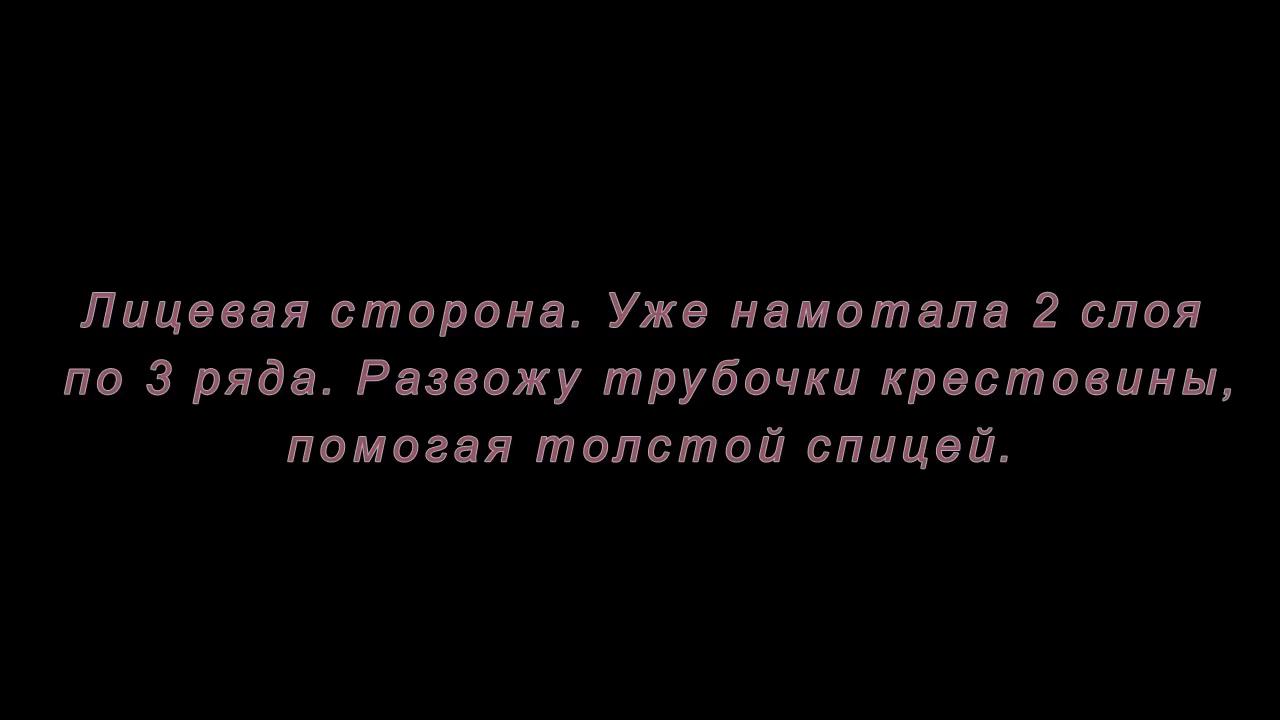 Лицевая сторона. Уже намотала 2 слоя
по 3 ряда. Развожу трубочки крестовины,
помогая толстой спицей.